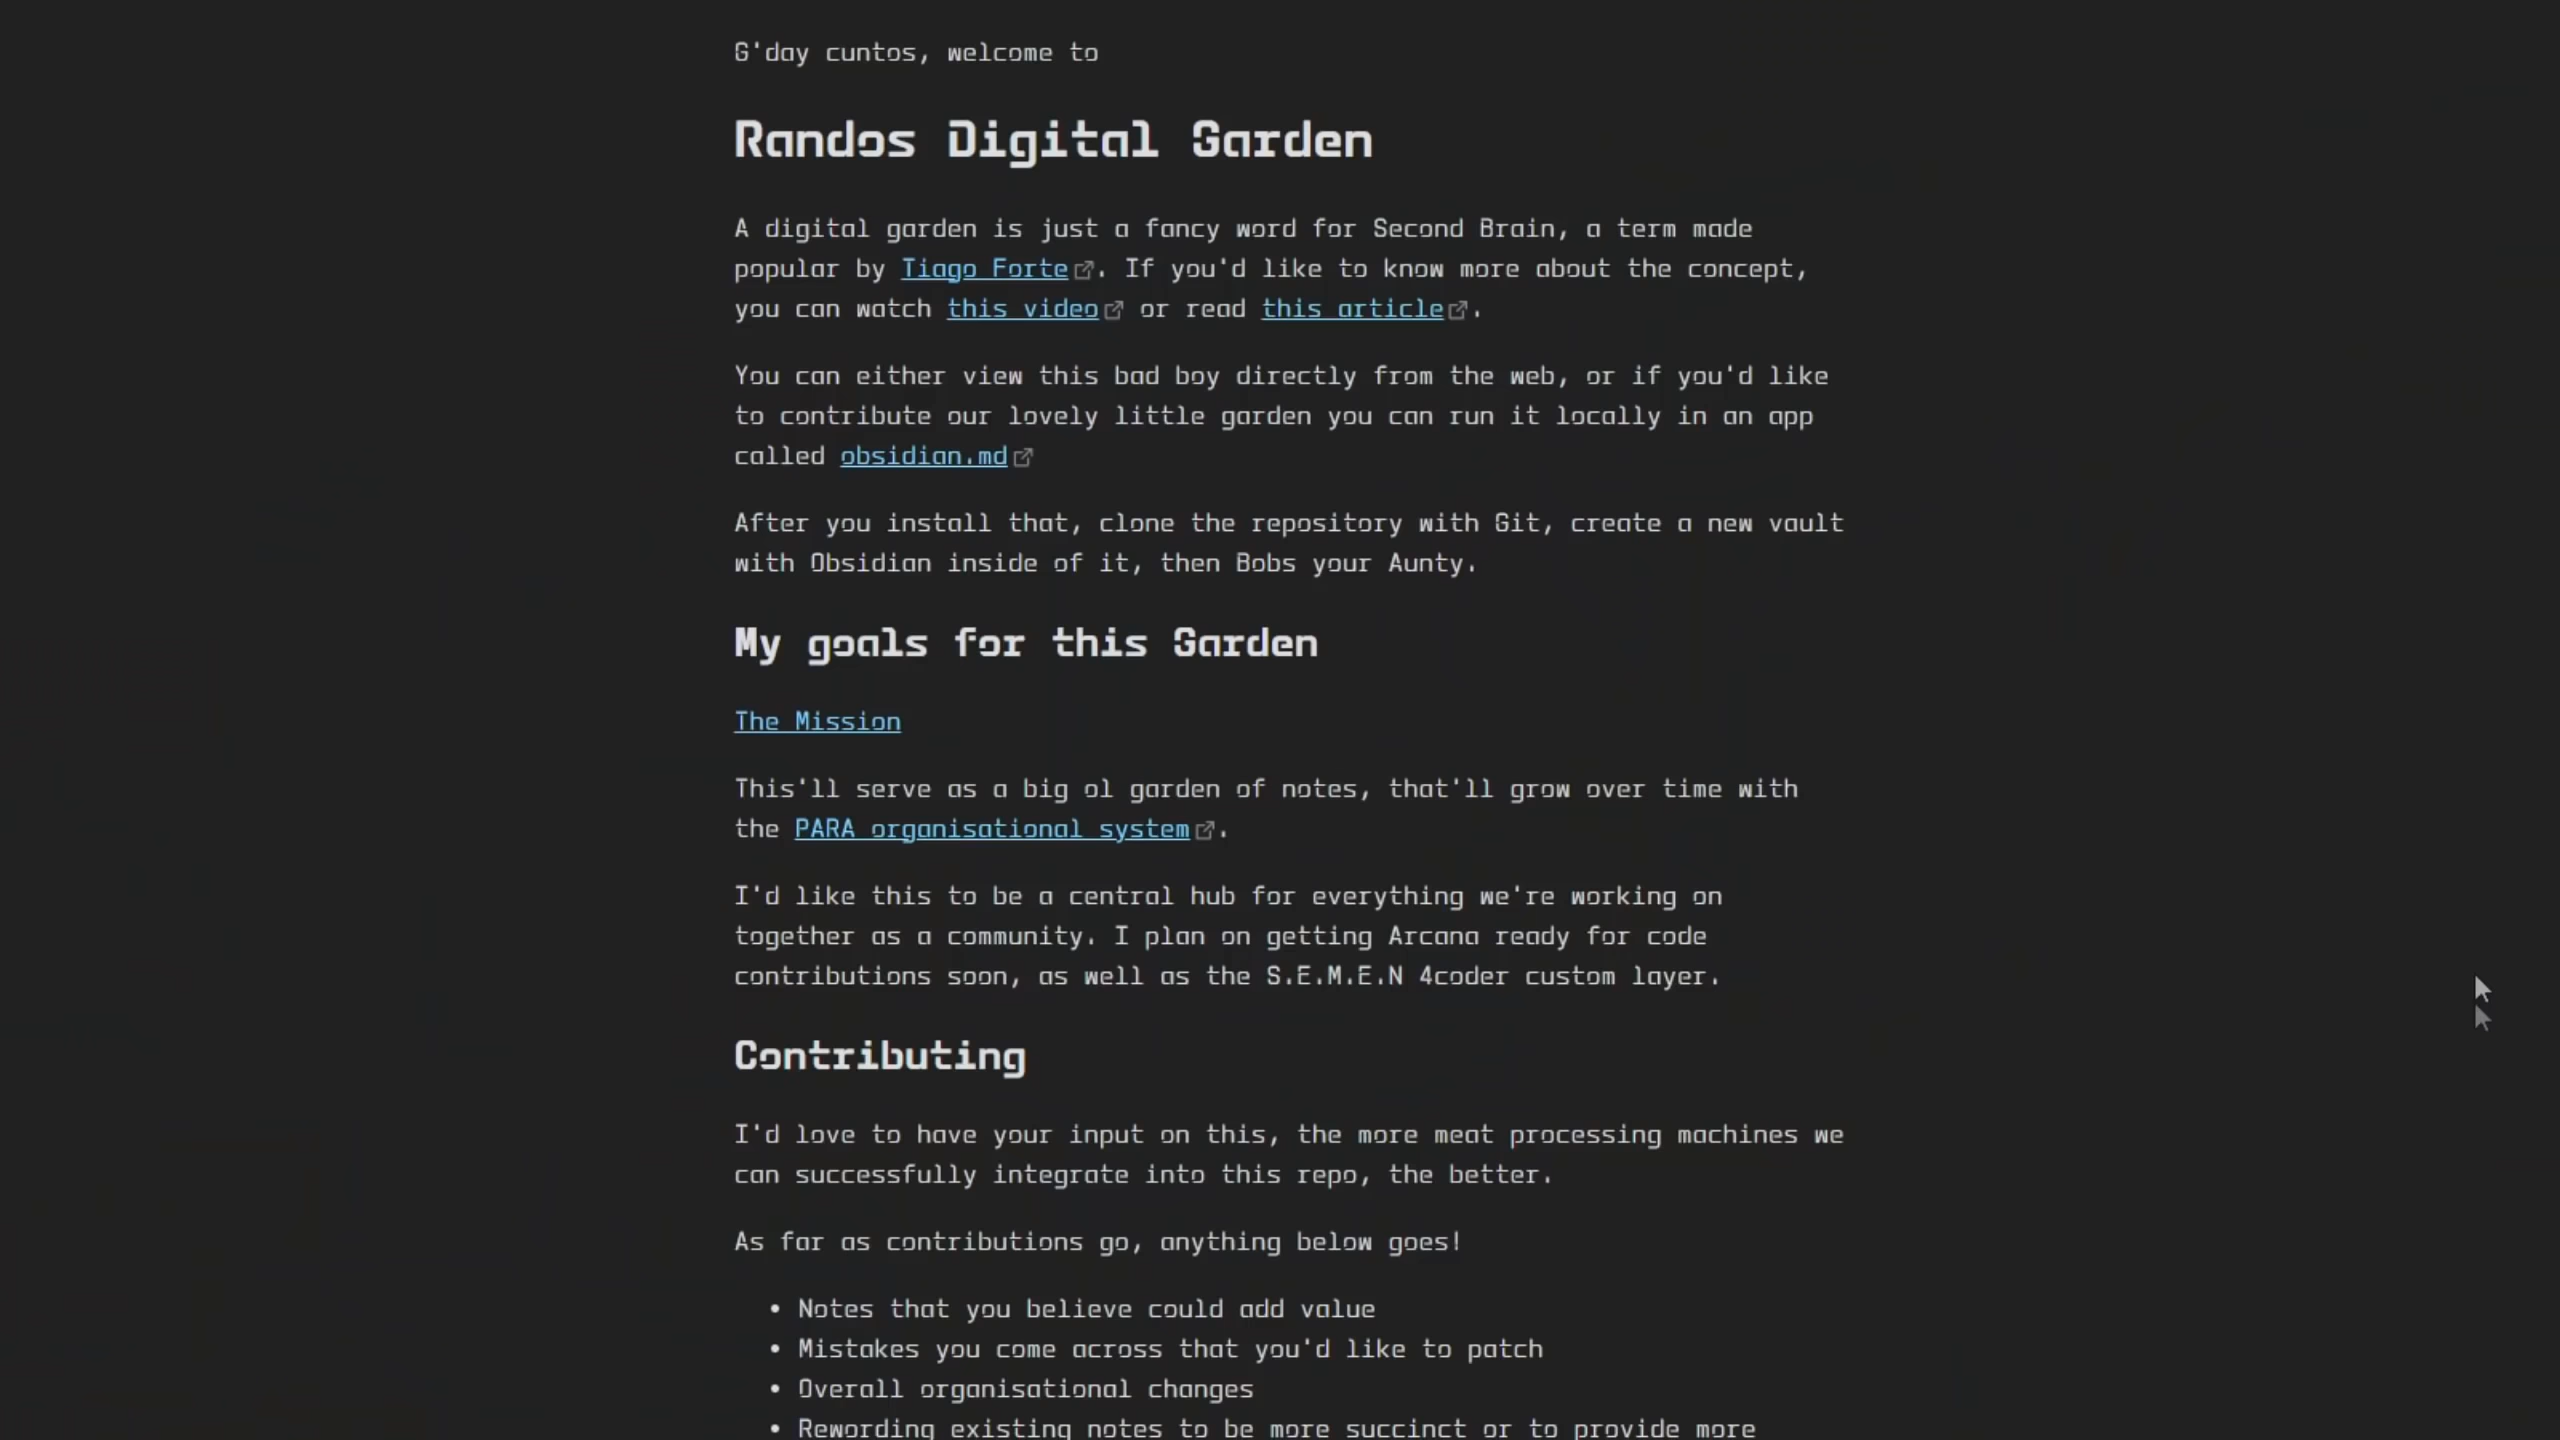 G'day cuntos, welcome to
Randos Digital Garden
A digital garden is just a fancy word for Second Brain, a term made
popular by Tiago Forte. If you'd like to know more about the concept,
you can watch this video or read this article.
You can either view this bad boy directly from the web, or if you'd like
to contribute our lovely little garden you can run it locally in an app
called obsidian.md
After you install that, clone the repository with Git, create a new vault
with Obsidian inside of it, then Bobs your Aunty.
My goals for this Garden
The Mission
This'll serve as a big ol garden of notes, that'll grow over time with
the PARA organisational system.
I'd like this to be a central hub for everything we're working on
together as a community. I plan on getting Arcana ready for code
contributions soon, as well as the S.E.M.E.N 4coder custom layer.
Contributing
I'd love to have your input on this, the more meat processing machines we
can successfully integrate into this repo, the better.
As far as contributions go, anything below goes!
• Notes that you believe could add value
• Mistakes you come across that you'd like to patch
• Overall organisational changes
• Rewording existing notes to be more succinct or to provide more